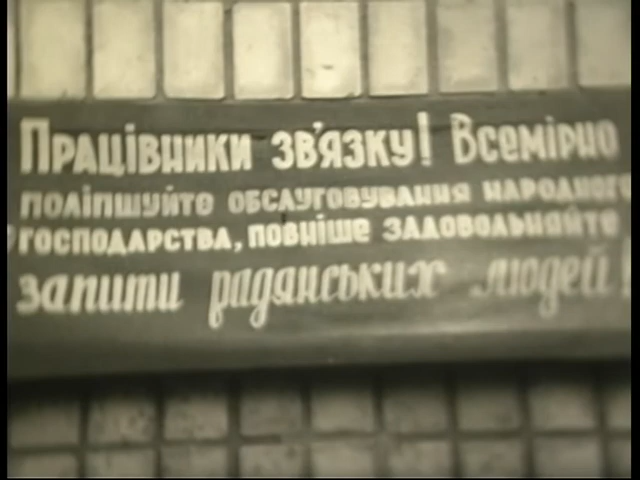 Працівники зв'язку! Всемірно
поліпшуйте обслуговування народного
господарства, повніше задовольняйте
запити радянських людей!